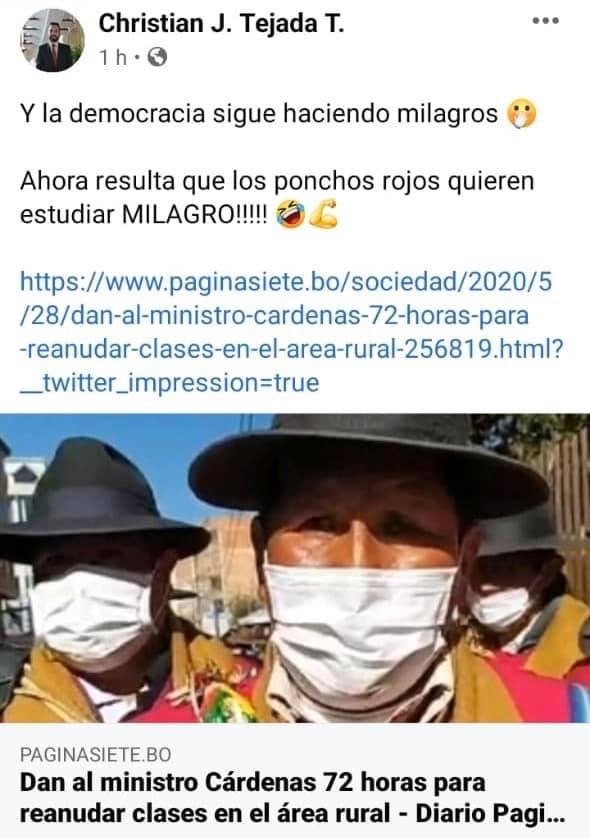 Christian J. Tejada T.
1 h
Y la democracia sigue haciendo milagros 🤭
Ahora resulta que los ponchos rojos quieren
estudiar MILAGRO!!!!! 🤣💪
https://www.paginasiete.bo/sociedad/2020/5
/28/dan-al-ministro-cardenas-72-horas-para
-reanudar-clases-en-el-area-rural-256819.html?
__twitter_impression=true
PAGINASIETE.BO
Dan al ministro Cárdenas 72 horas para
reanudar clases en el área rural - Diario Pagi...